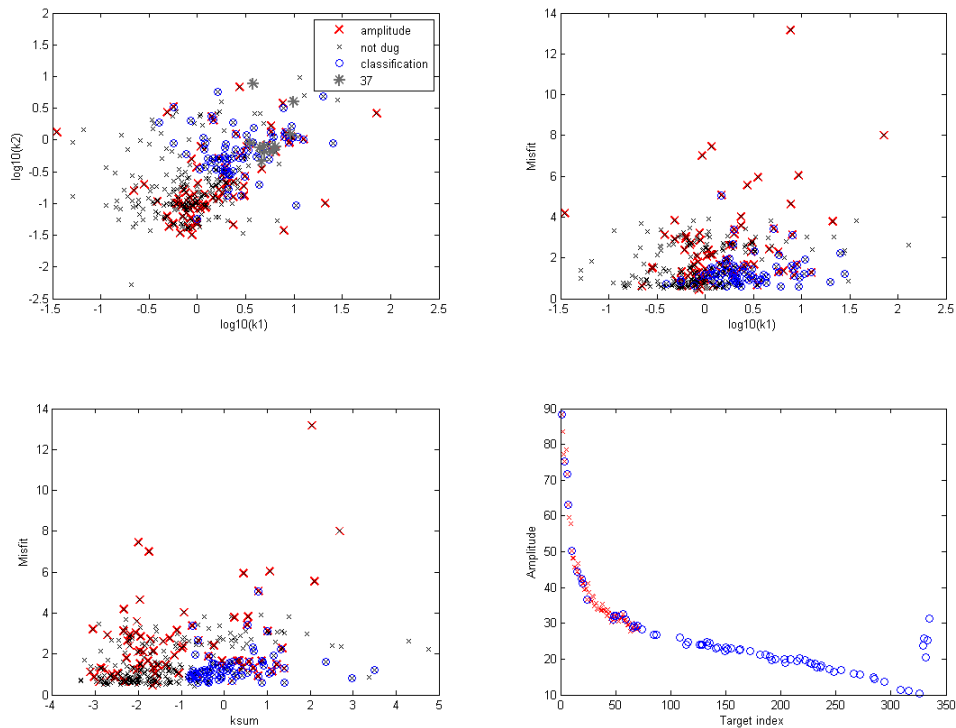 2
1.5
1
0.5
0
-0.5
-1
-1.5
-2
-2.5
-1.5 -1 -0.5 0 0.5 1 1.5 2 2.5
log10(k1)
log10(k2)
amplitude
not dug
classification
37
14
12
10
8
6
4
2
0
-1.5 -1 -0.5 0 0.5 1 1.5 2 2.5
log10(k1)
Misfit
14
12
10
8
6
4
2
0
-4 -3 -2 -1 0 1 2 3 4 5
ksum
Misfit
90
80
70
60
50
40
30
20
10
0 50 100 150 200 250 300 350
Target index
Amplitude